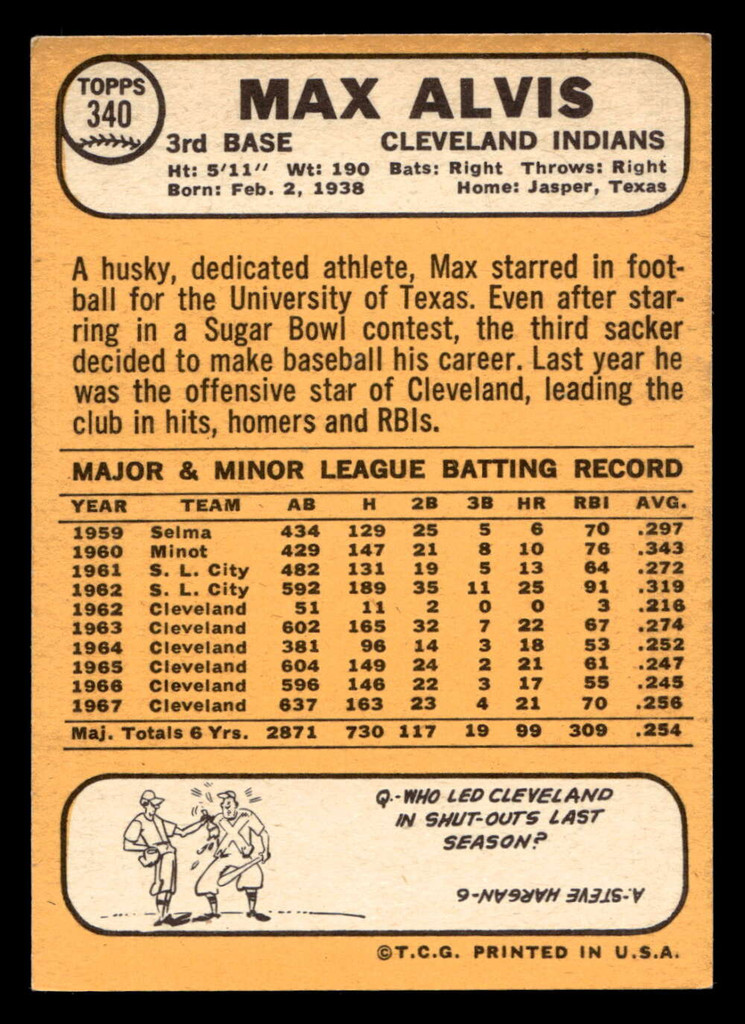 TOPPS
340
MAX ALVIS
3rd BASE CLEVELAND INDIANS
Ht: 5'11" Wt: 190 Bats: Right Throws: Right
Born: Feb. 2, 1938 Home: Jasper, Texas
A husky, dedicated athlete, Max starred in foot-
ball for the University of Texas. Even after star-
ring in a Sugar Bowl contest, the third sacker
decided to make baseball his career. Last year he
was the offensive star of Cleveland, leading the
club in hits, homers and RBIs.
MAJOR & MINOR LEAGUE BATTING RECORD
YEAR TEAM AB H 2B 3B HR RBI AVG.
1959 Selma 434 129 25 5 6 70 .297
1960 Minot 429 147 21 8 10 76 .343
1961 S. L. City 482 131 19 5 13 64 .272
1962 S. L. City 592 189 35 11 25 91 .319
1962 Cleveland 51 11 2 0 0 3 .216
1963 Cleveland 602 165 32 7 22 67 .274
1964 Cleveland 381 96 14 3 18 53 .252
1965 Cleveland 604 149 24 2 21 61 .247
1966 Cleveland 596 146 22 3 17 55 .245
1967 Cleveland 637 163 23 4 21 70 .256
Maj. Totals 6 Yrs. 2871 730 117 19 99 309 .254
Q.-WHO LED CLEVELAND
IN SHUT-OUTS LAST
SEASON?
A-STEVE HARGAN-6
©T.C.G. PRINTED IN U.S.A.